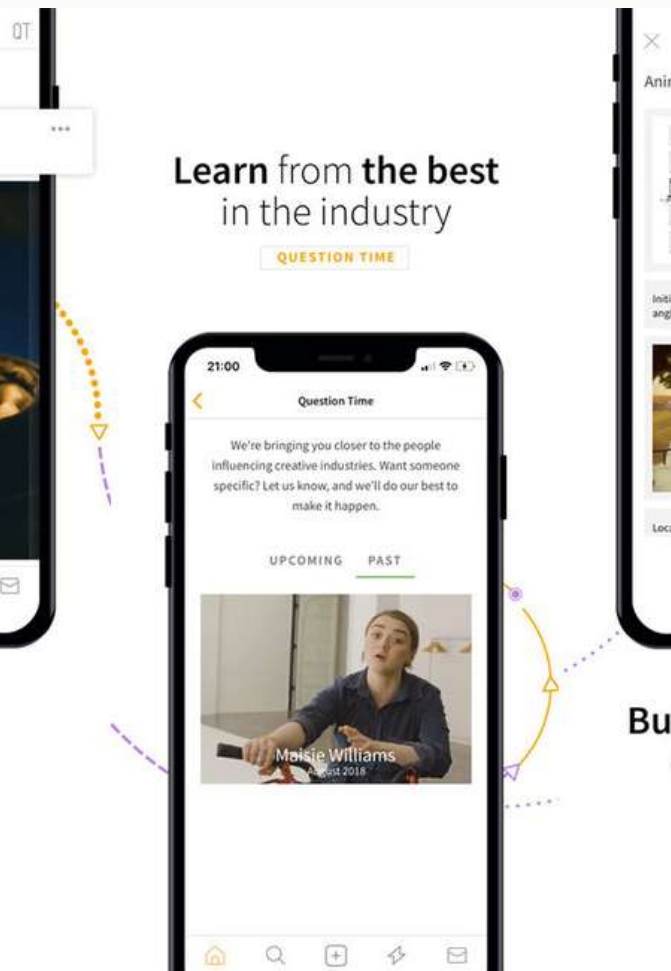 QT
Anim
Learn from the best
in the industry
QUESTION TIME
Initi
angl
21:00
Question Time
We're bringing you closer to the people
influencing creative industries. Want someone
specific? Let us know, and we'll do our best to
make it happen.
UPCOMING PAST
Maisie Williams
August 2018
Loca
Bu